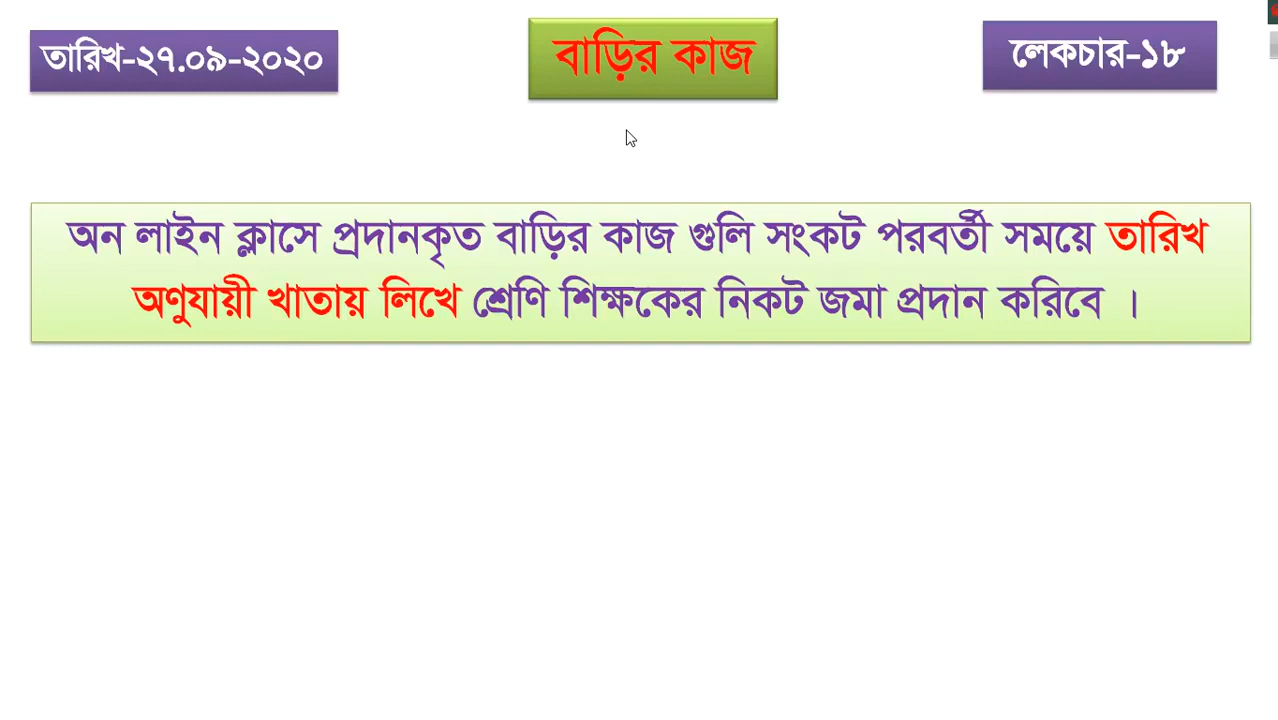 তারিখ-২৭.০৯-২০২০
বাড়ির কাজ
লেকচার-১৮
অন লাইন ক্লাসে প্রদানকৃত বাড়ির কাজ গুলি সংকট পরবর্তী সময়ে তারিখ
অণুযায়ী খাতায় লিখে শ্রেণি শিক্ষকের নিকট জমা প্রদান করিবে ।